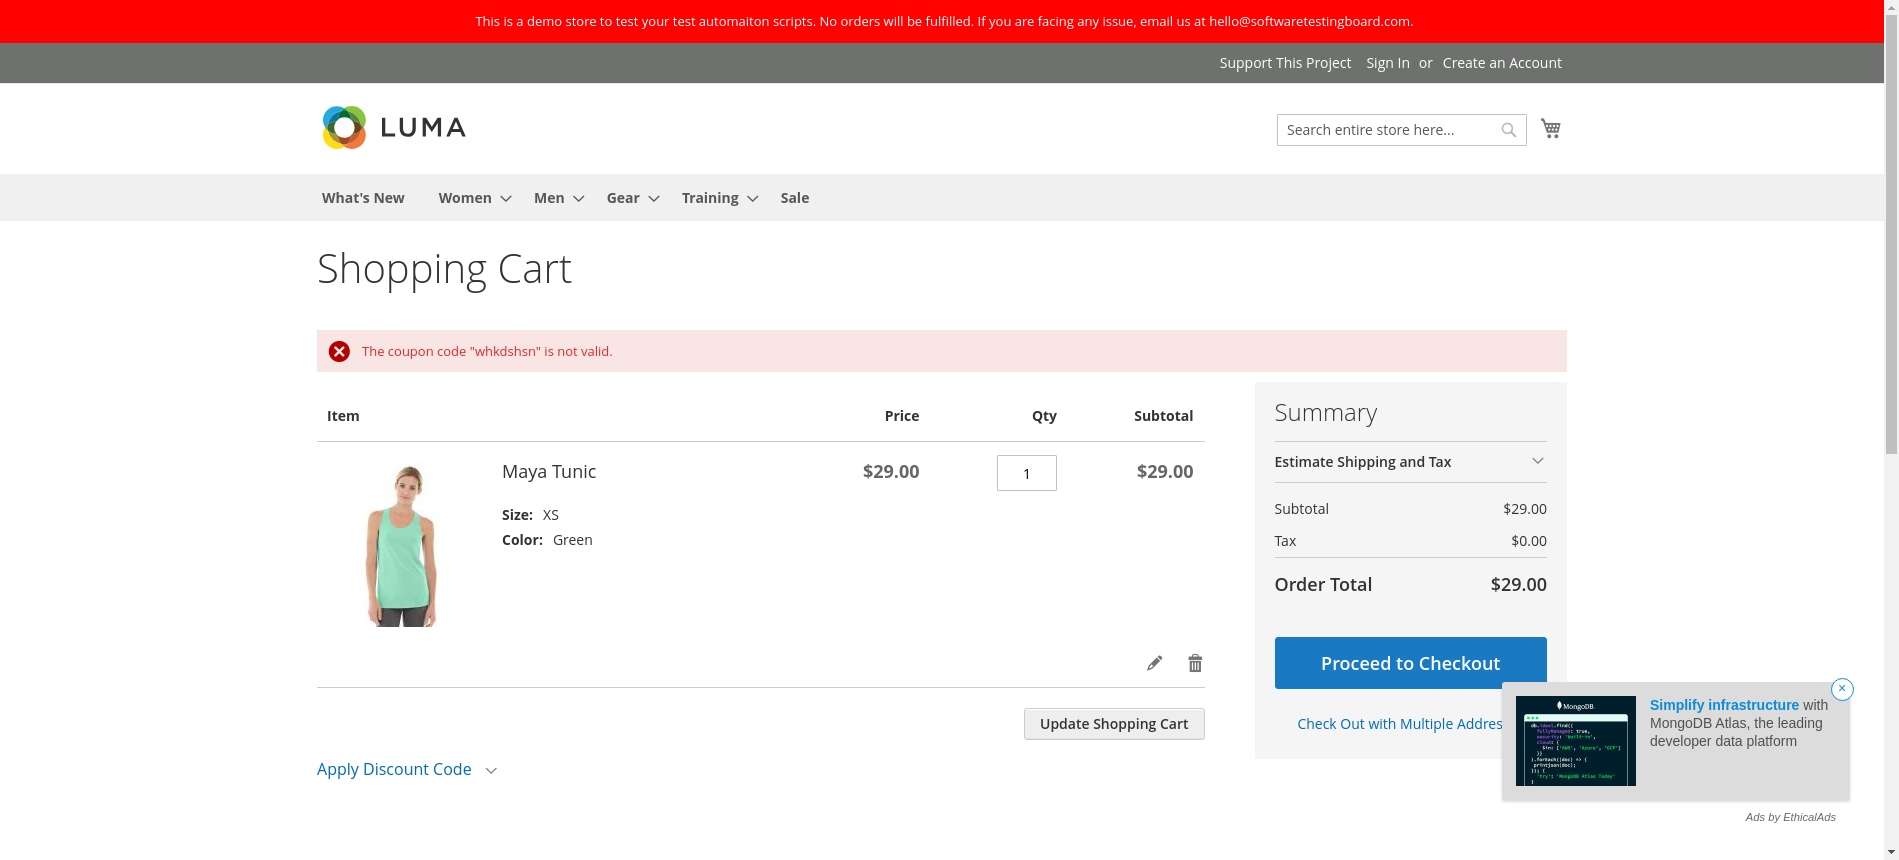 This is a demo store to test your test automaiton scripts. No orders will be fulfilled. If you are facing any issue, email us at hello@softwaretestingboard.com.
Support This Project Sign In or Create an Account
LUMA
Search entire store here...
What's New Women Men Gear Training Sale
Shopping Cart
The coupon code "whkdshsn" is not valid.
Item Price Qty Subtotal
Maya Tunic $29.00 1 $29.00
Size: XS
Color: Green
Update Shopping Cart
Apply Discount Code
Summary
Estimate Shipping and Tax
Subtotal $29.00
Tax $0.00
Order Total $29.00
Proceed to Checkout
Check Out with Multiple Addres
MongoDB
Simplify infrastructure with
MongoDB Atlas, the leading
developer data platform
Ads by EthicalAds